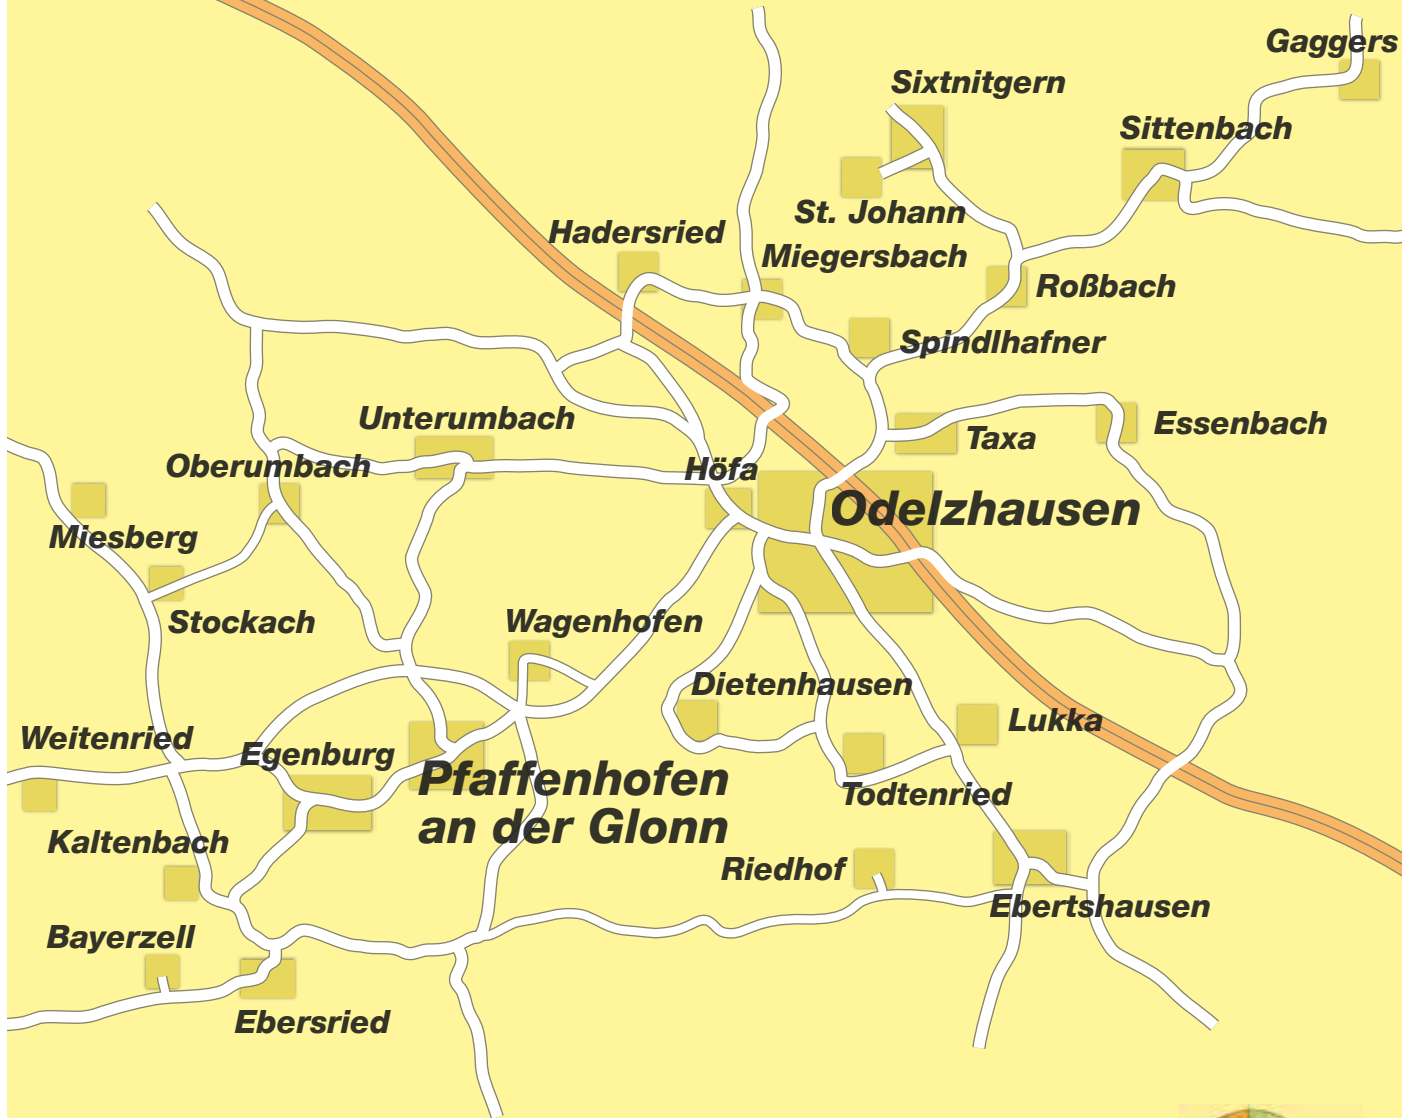 Gaggers
Sixtnitgern
Sittenbach
St. Johann
Hadersried
Miegersbach
Roßbach
Spindlhafner
Unterumbach
Essenbach
Taxa
Oberumbach
Höfa
Odelzhausen
Miesberg
Stockach
Wagenhofen
Dietenhausen
Lukka
Weitenried
Egenburg
Pfaffenhofen
an der Glonn
Todtenried
Kaltenbach
Riedhof
Ebertshausen
Bayerzell
Ebersried